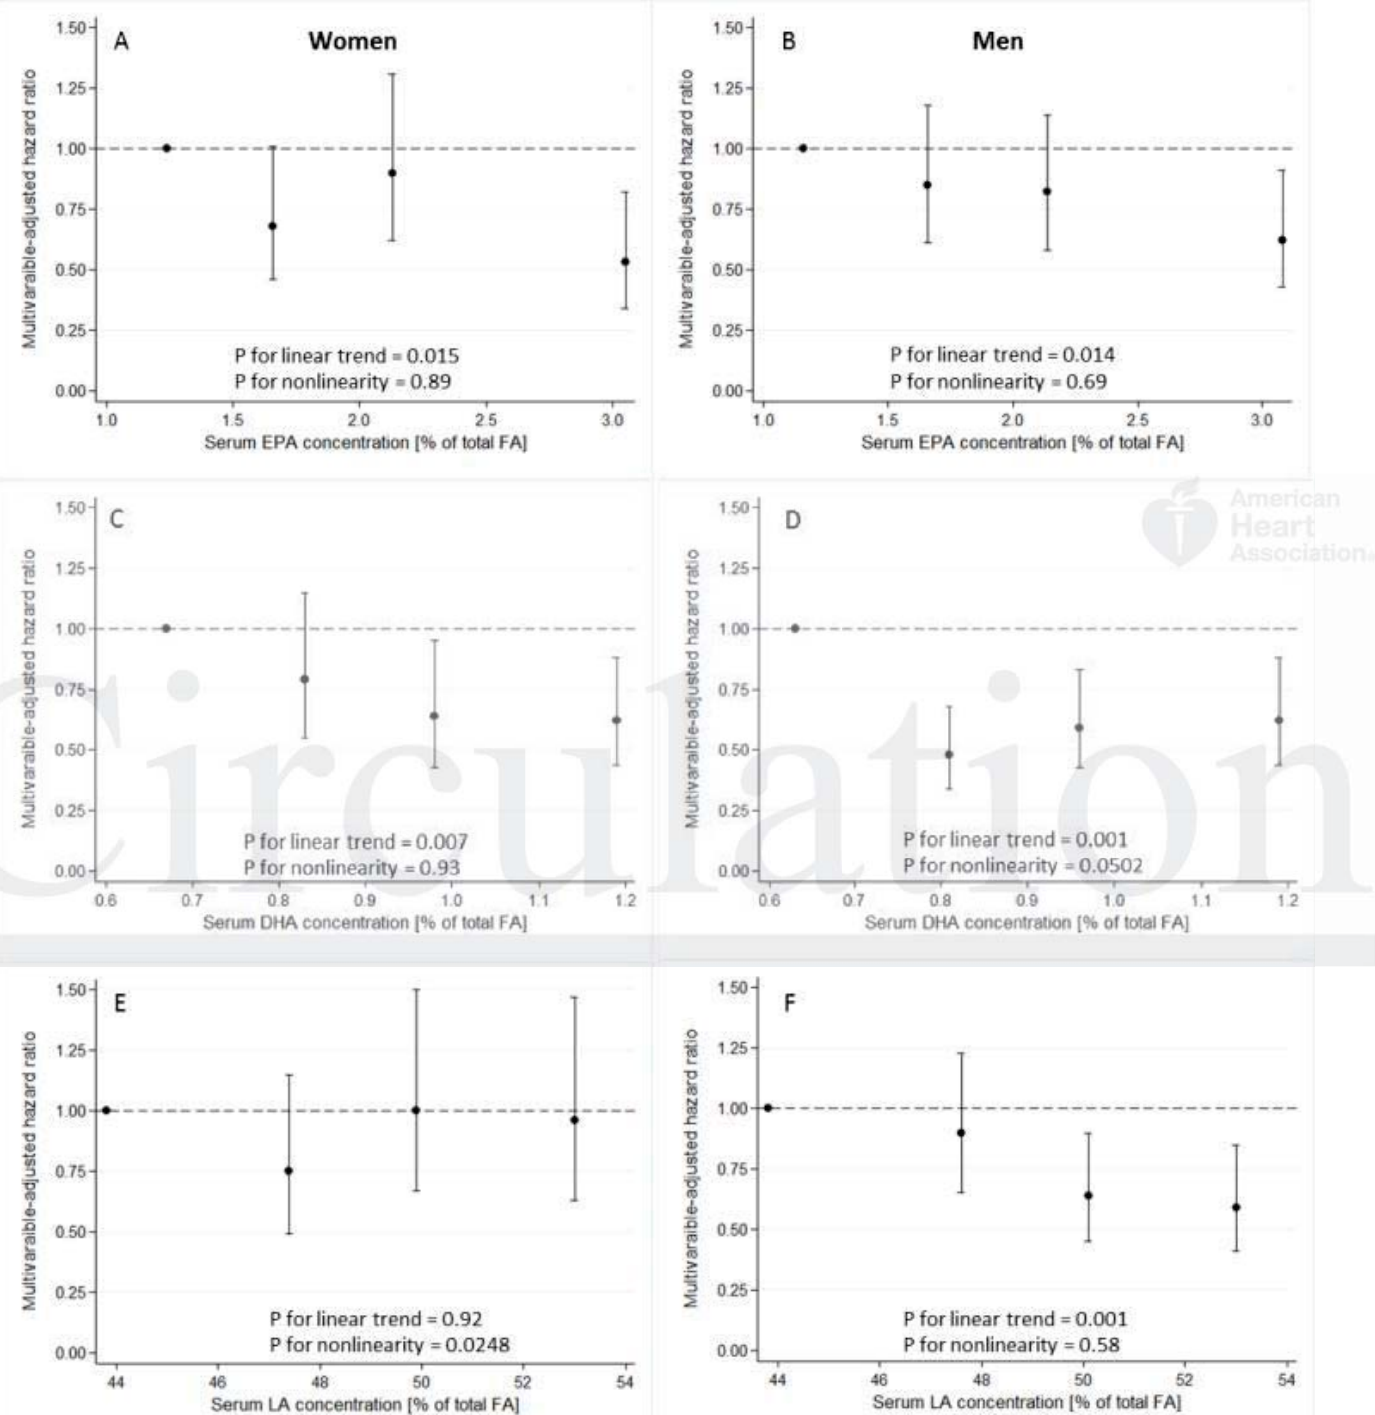 A
Women
1.50
1.25
1.00
0.75
0.50
0.25
0.00
Multivaraible-adjusted hazard ratio
P for linear trend = 0.015
P for nonlinearity = 0.89
1.0 1.5 2.0 2.5 3.0
Serum EPA concentration [% of total FA]
B
Men
1.50
1.25
1.00
0.75
0.50
0.25
0.00
Multivaraible-adjusted hazard ratio
P for linear trend = 0.014
P for nonlinearity = 0.69
1.0 1.5 2.0 2.5 3.0
Serum EPA concentration [% of total FA]
C
1.50
1.25
1.00
0.75
0.50
0.25
0.00
Multivaraible-adjusted hazard ratio
P for linear trend = 0.007
P for nonlinearity = 0.93
0.6 0.7 0.8 0.9 1.0 1.1 1.2
Serum DHA concentration [% of total FA]
D
American
Heart
Association
1.50
1.25
1.00
0.75
0.50
0.25
0.00
Multivaraible-adjusted hazard ratio
P for linear trend = 0.001
P for nonlinearity = 0.0502
0.6 0.7 0.8 0.9 1.0 1.1 1.2
Serum DHA concentration [% of total FA]
Circulation
E
1.50
1.25
1.00
0.75
0.50
0.25
0.00
Multivaraible-adjusted hazard ratio
P for linear trend = 0.92
P for nonlinearity = 0.0248
44 46 48 50 52 54
Serum LA concentration [% of total FA]
F
1.50
1.25
1.00
0.75
0.50
0.25
0.00
Multivaraible-adjusted hazard ratio
P for linear trend = 0.001
P for nonlinearity = 0.58
44 46 48 50 52 54
Serum LA concentration [% of total FA]